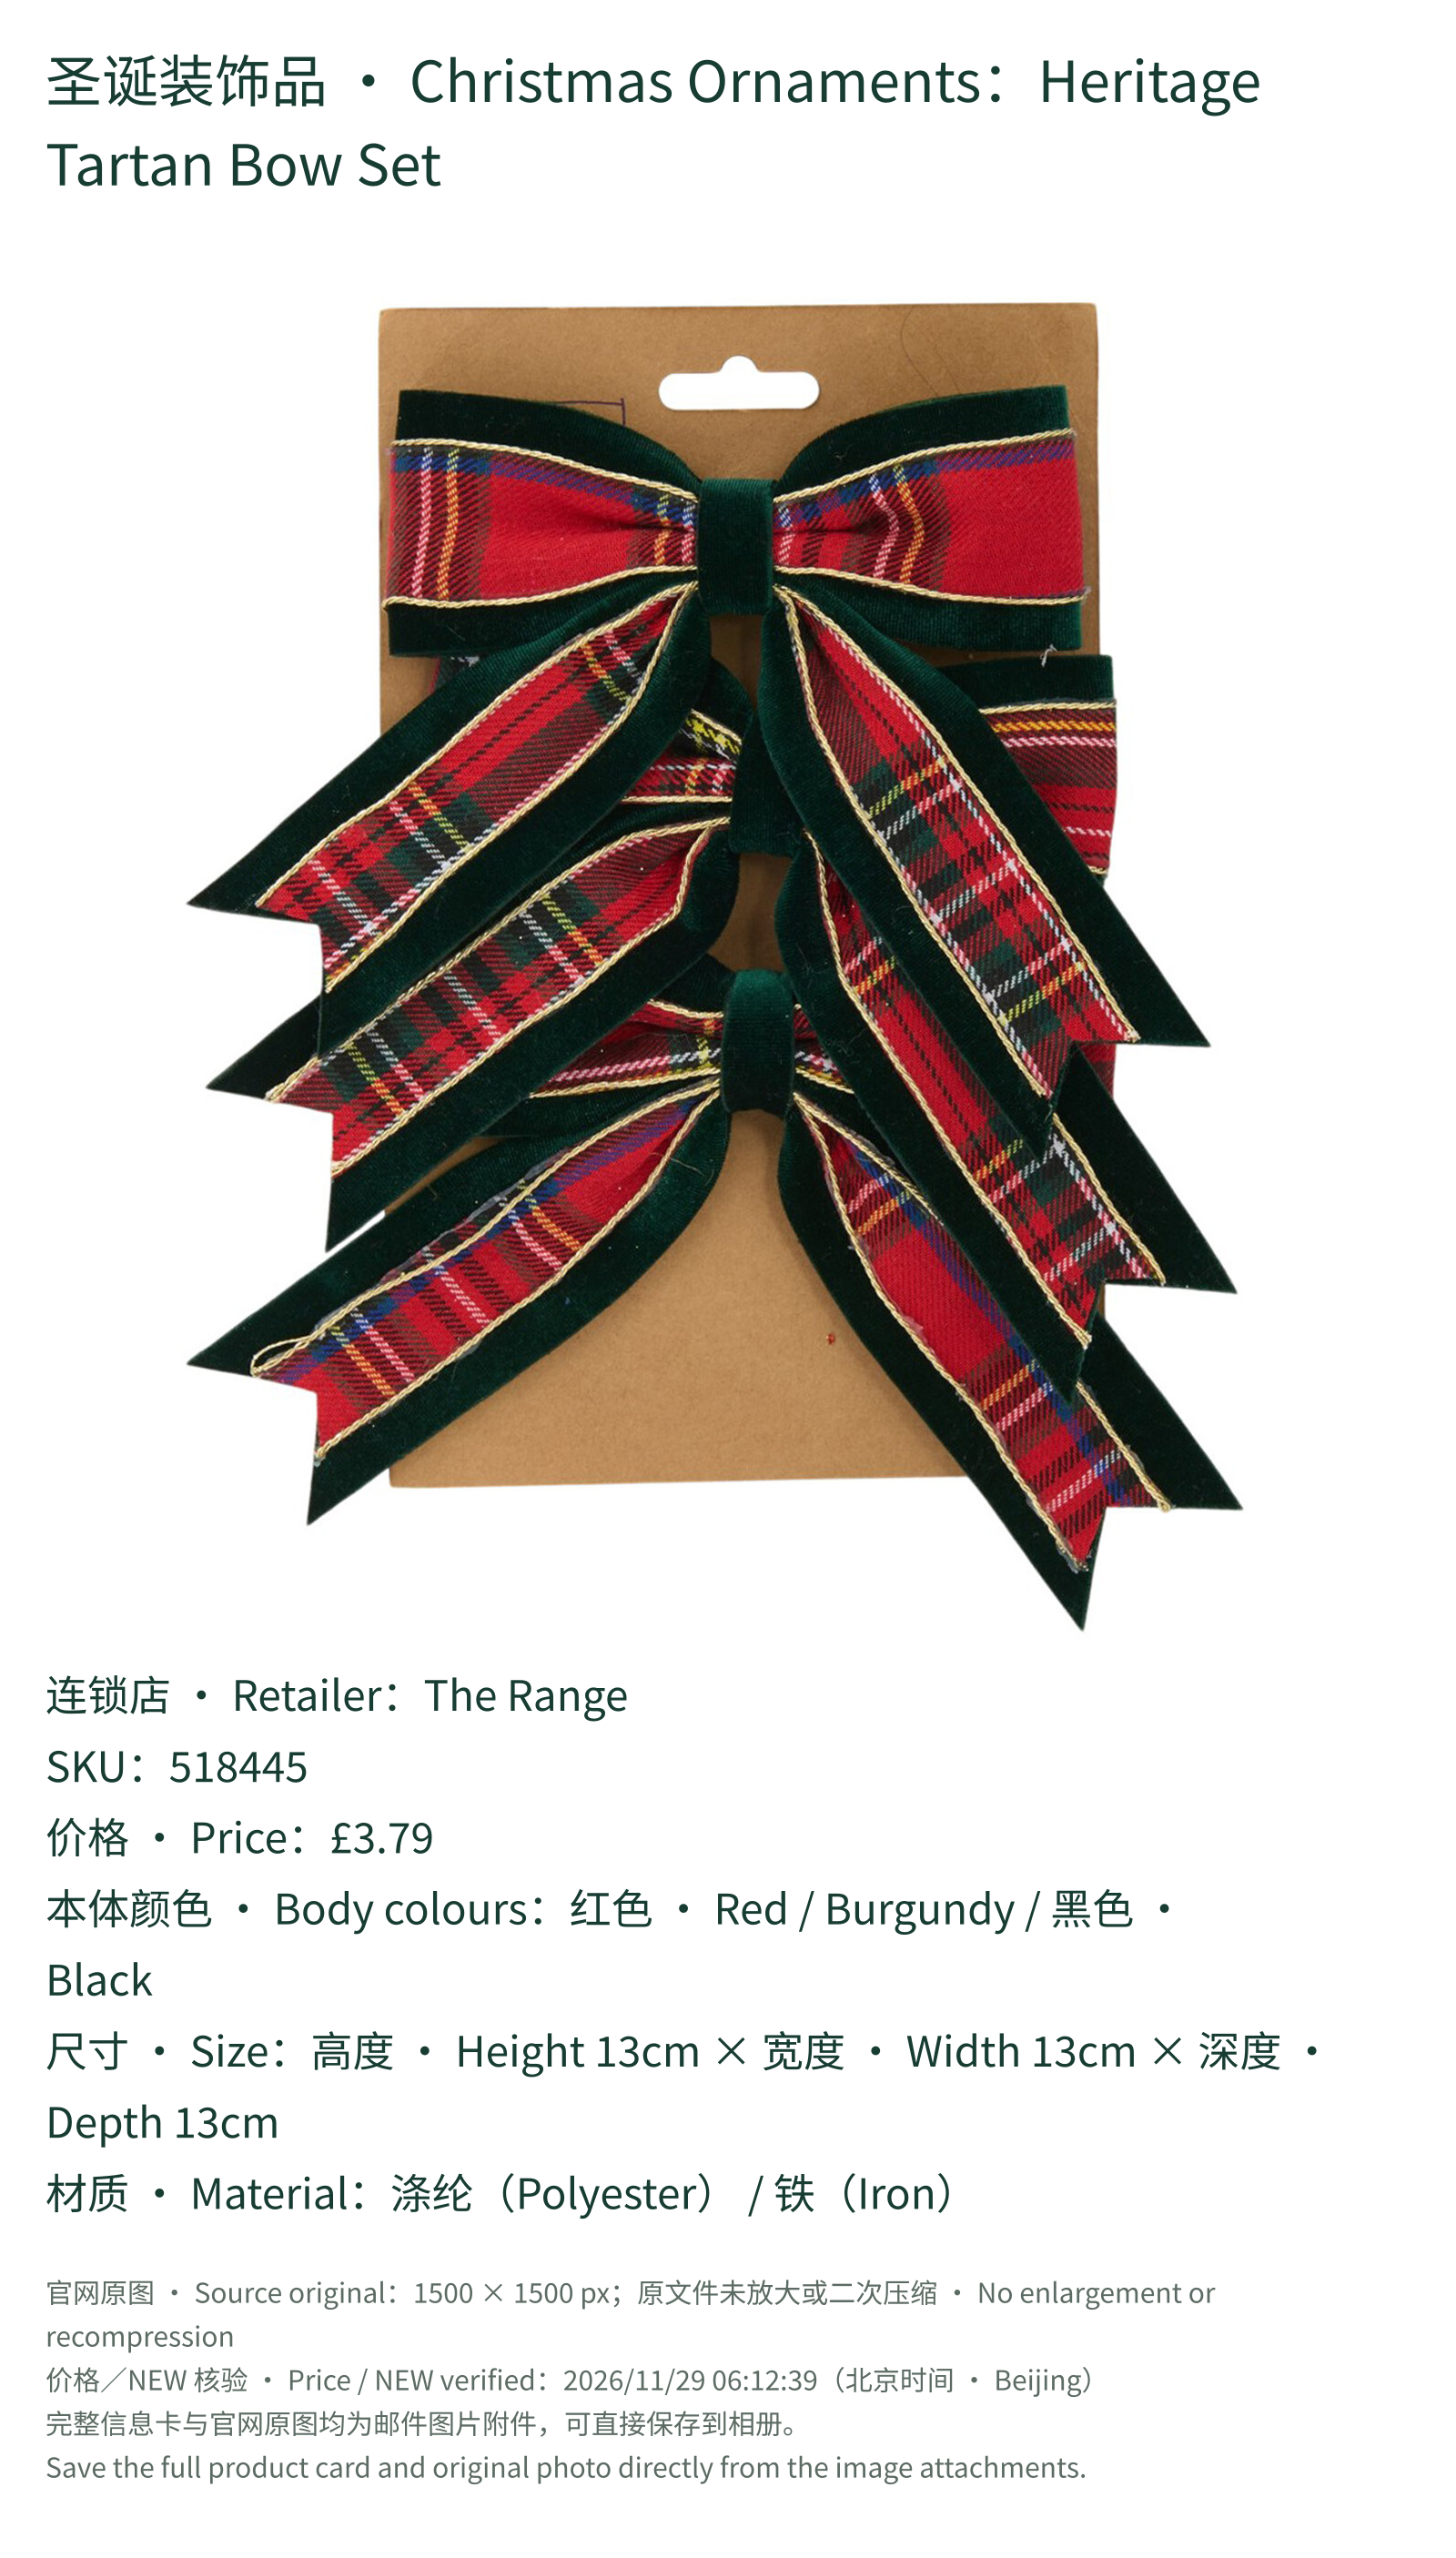 圣诞装饰品 · Christmas Ornaments：Heritage
Tartan Bow Set
连锁店 · Retailer：The Range
SKU：518445
价格 · Price：£3.79
本体颜色 · Body colours：红色 · Red / Burgundy / 黑色 ·
Black
尺寸 · Size：高度 · Height 13cm × 宽度 · Width 13cm × 深度 ·
Depth 13cm
材质 · Material：涤纶（Polyester） / 铁（Iron）
官网原图 · Source original：1500 × 1500 px；原文件未放大或二次压缩 · No enlargement or
recompression
价格／NEW 核验 · Price / NEW verified：2026/11/29 06:12:39（北京时间 · Beijing）
完整信息卡与官网原图均为邮件图片附件，可直接保存到相册。
Save the full product card and original photo directly from the image attachments.